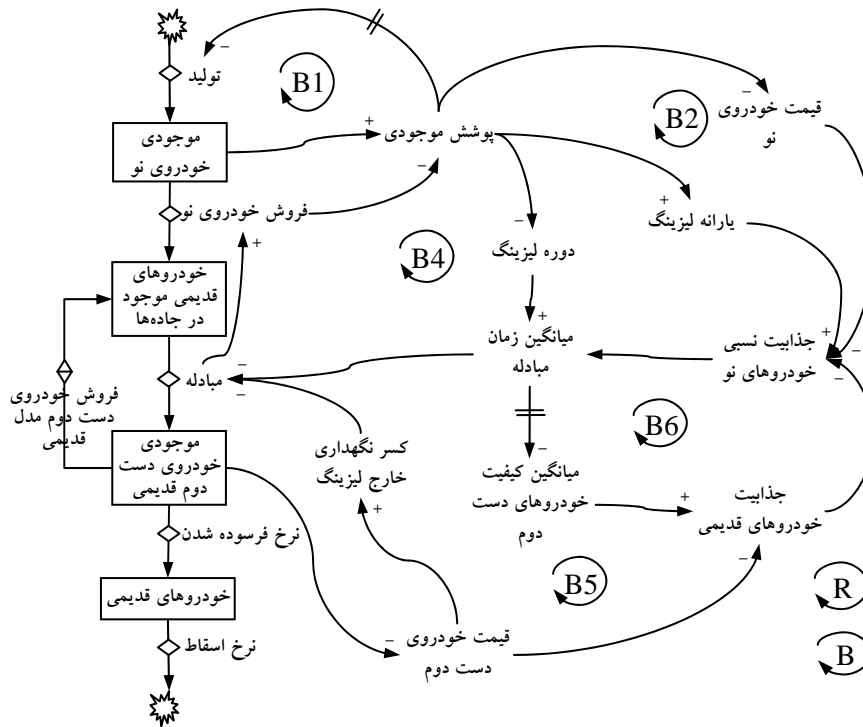 تولید
B1
B2
قیمت خودروی
نو
موجودی
خودروی نو
پوشش موجودی
فروش خودروی نو
یارانه لیزینگ
B4
دوره لیزینگ
خودروهای
قدیمی موجود
در جاده‌ها
میانگین زمان
مبادله
جذابیت نسبی
خودروهای نو
مبادله
فروش خودروی
دست دوم مدل
قدیمی
B6
موجودی
خودروی دست
دوم قدیمی
کسر نگهداری
خارج لیزینگ
میانگین کیفیت
خودروهای دست
دوم
جذابیت
خودروهای قدیمی
نرخ فرسوده شدن
B5
R
خودروهای قدیمی
قیمت خودروی
دست دوم
نرخ اسقاط
B